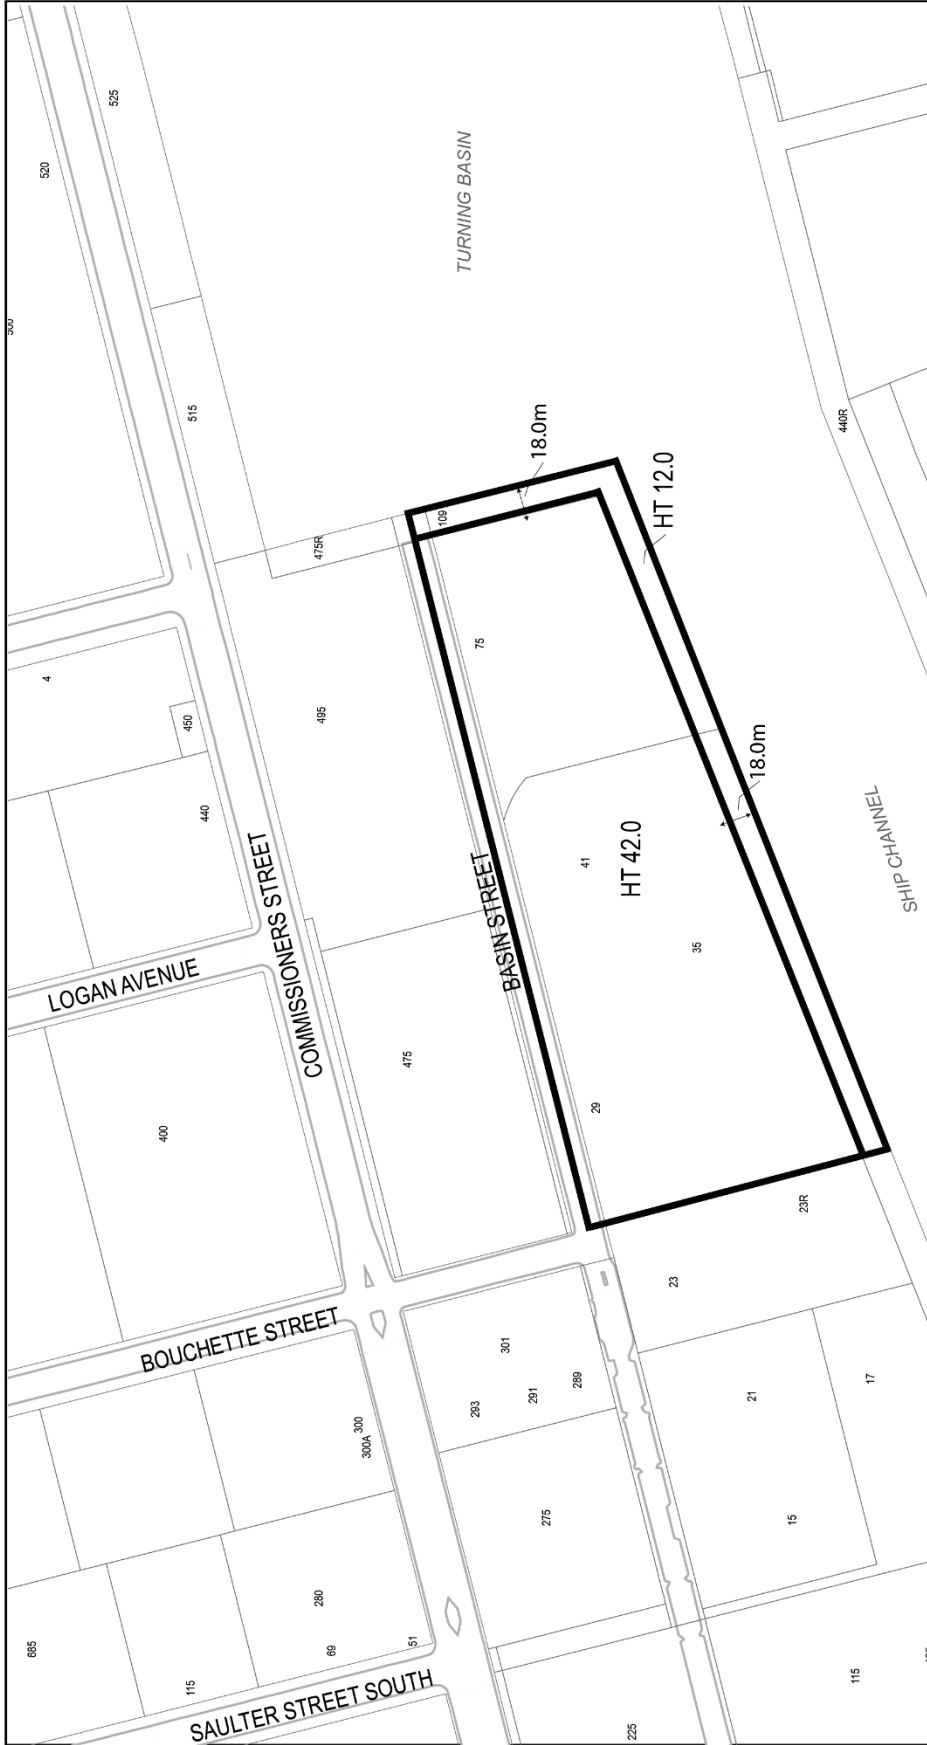 525
520
TURNING BASIN
515
440R
18.0m
HT 12.0
109
475R
75
4
495
450
440
18.0m
COMMISSIONERS STREET
41
HT 42.0
SHIP CHANNEL
BASIN STREET
35
LOGAN AVENUE
475
29
400
23R
23
BOUCHETTE STREET
301
289
291
293
21
17
300
300A
275
15
280
69
51
685
115
115
SAULTER STREET SOUTH
225